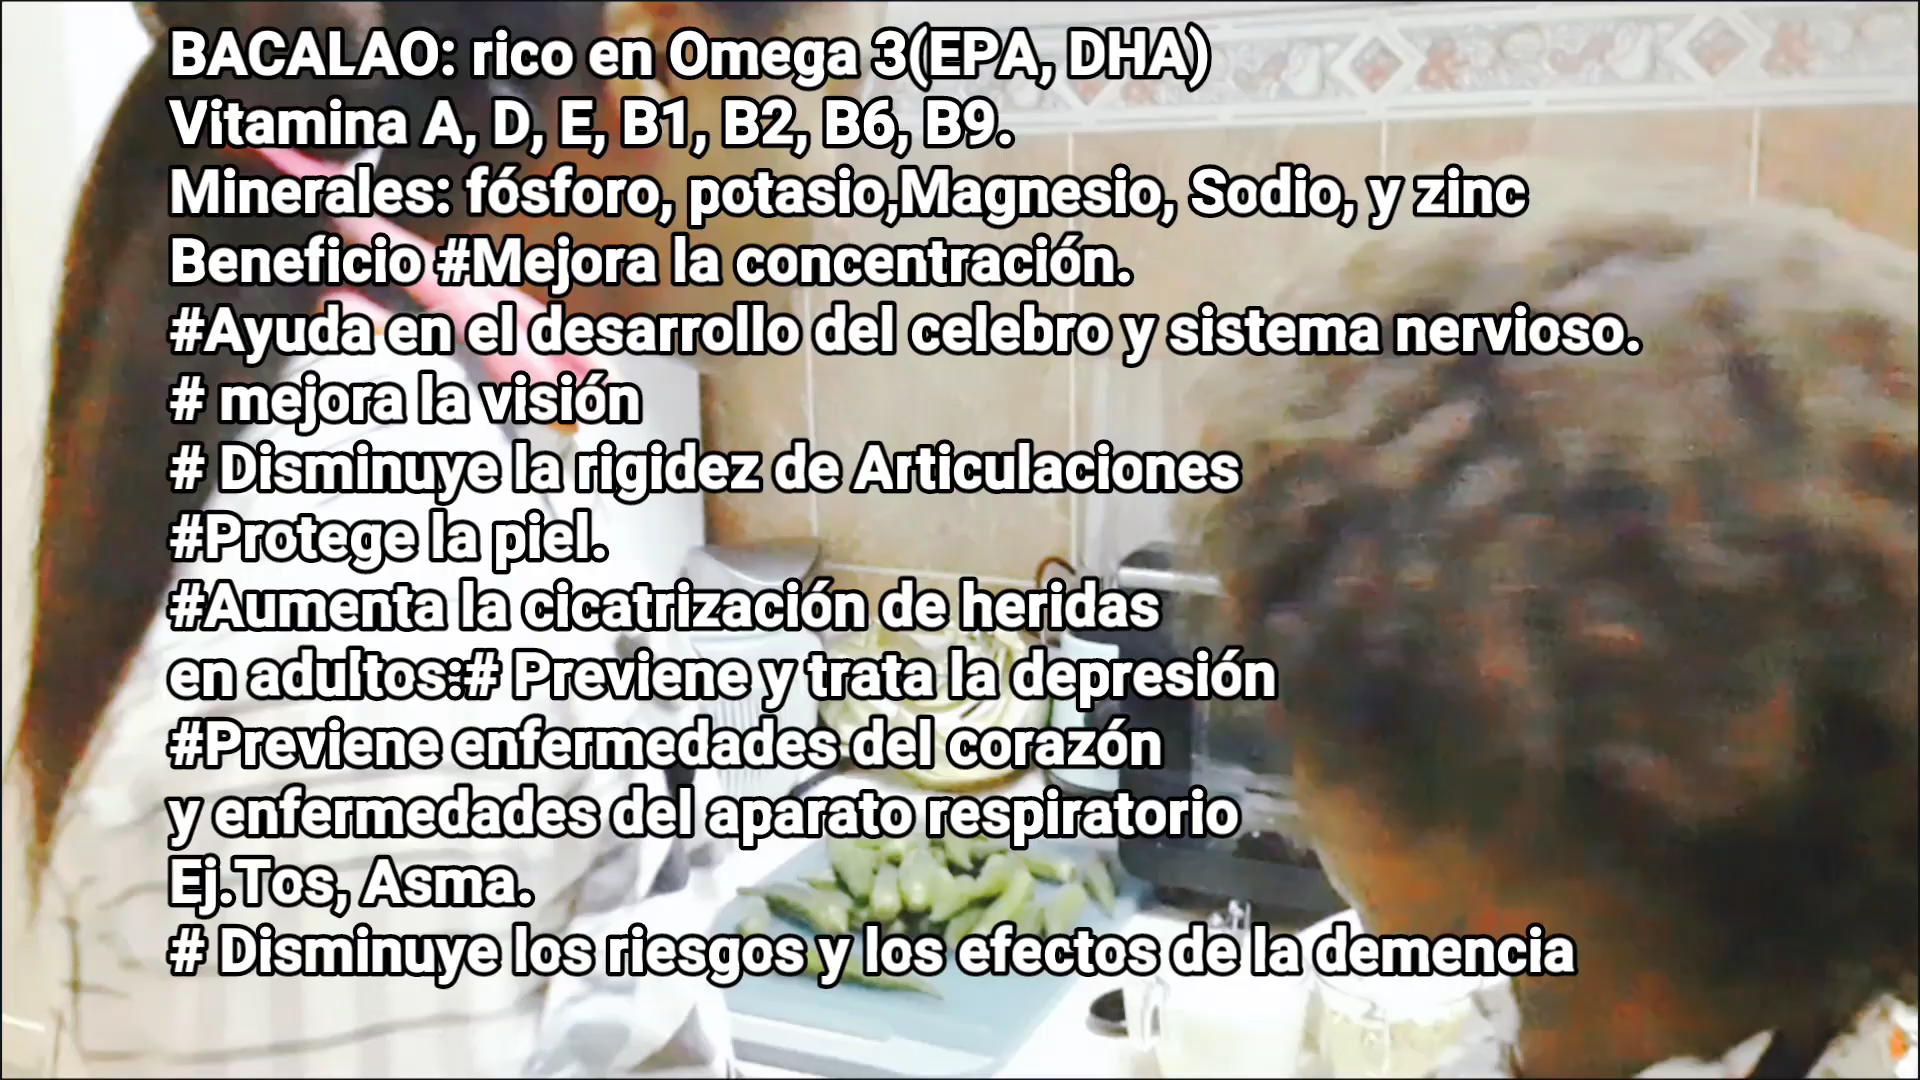 BACALAO: rico en Omega 3(EPA, DHA)
Vitamina A, D, E, B1, B2, B6, B9.
Minerales: fósforo, potasio,Magnesio, Sodio, y zinc
Beneficio #Mejora la concentración.
#Ayuda en el desarrollo del celebro y sistema nervioso.
# mejora la visión
# Disminuye la rigidez de Articulaciones
#Protege la piel.
#Aumenta la cicatrización de heridas
en adultos:# Previene y trata la depresión
#Previene enfermedades del corazón
y enfermedades del aparato respiratorio
Ej.Tos, Asma.
# Disminuye los riesgos y los efectos de la demencia